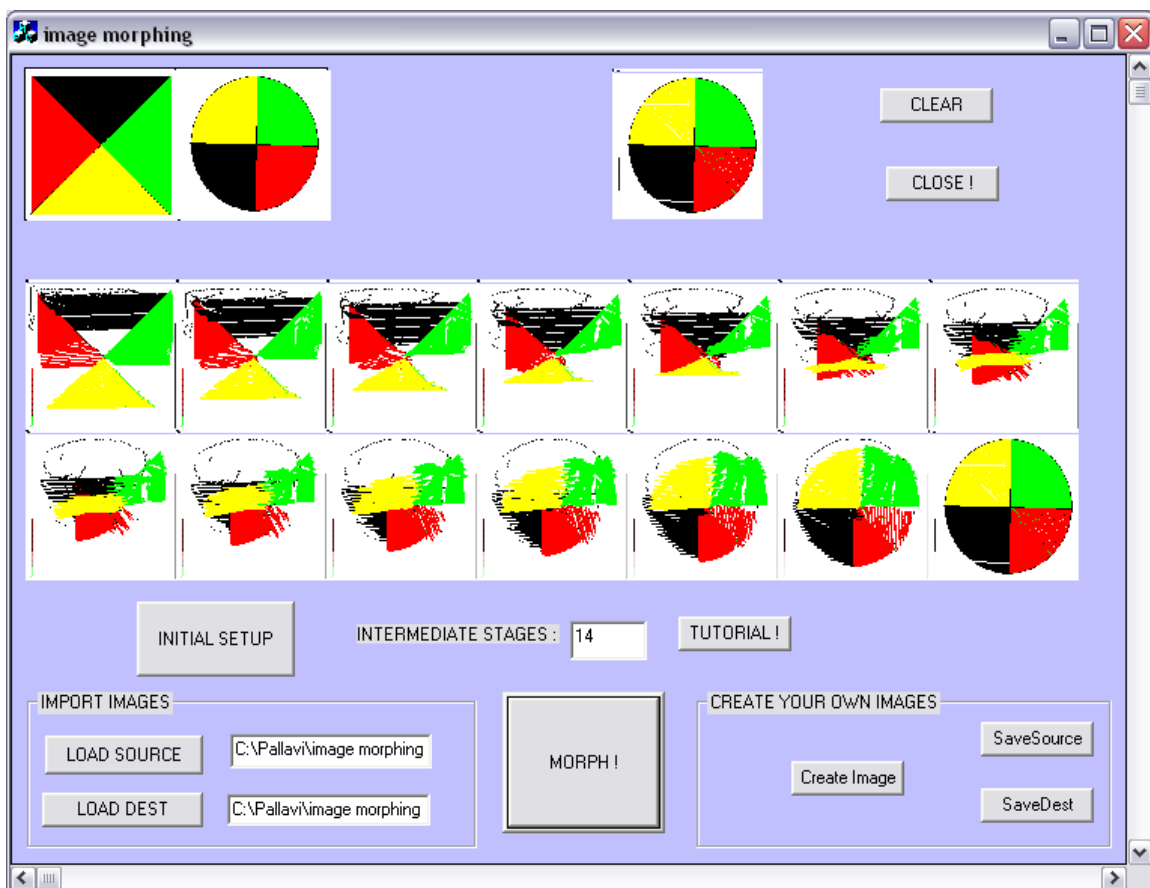 image morphing
CLEAR
CLOSE !
INITIAL SETUP
INTERMEDIATE STAGES :
14
TUTORIAL !
IMPORT IMAGES
LOAD SOURCE
C:\Pallavi\image morphing
LOAD DEST
C:\Pallavi\image morphing
MORPH !
CREATE YOUR OWN IMAGES
SaveSource
Create Image
SaveDest